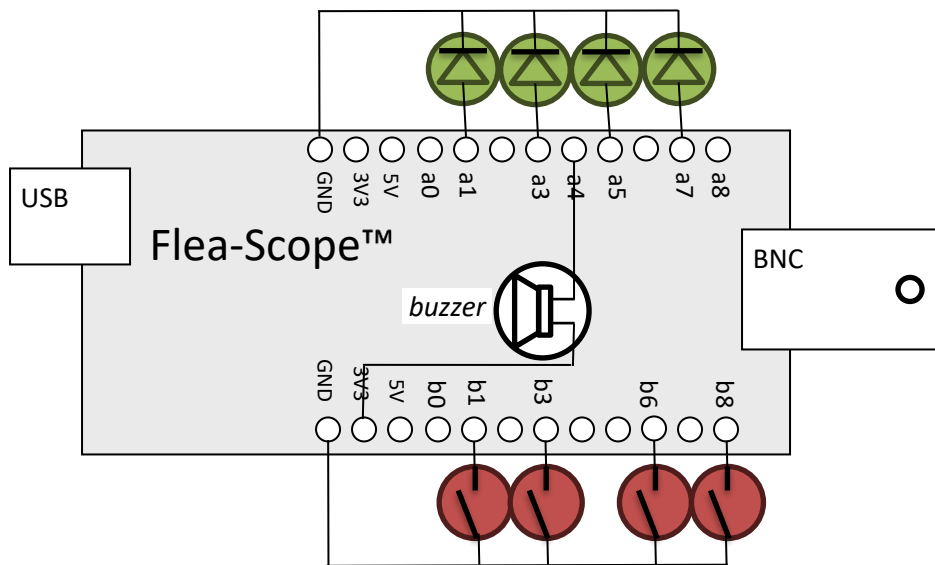 GND
3V3
5V
a0
a1
a3
a4
a5
a7
a8
USB
Flea-Scope™
BNC
buzzer
GND
3V3
5V
b0
b1
b3
b6
b8